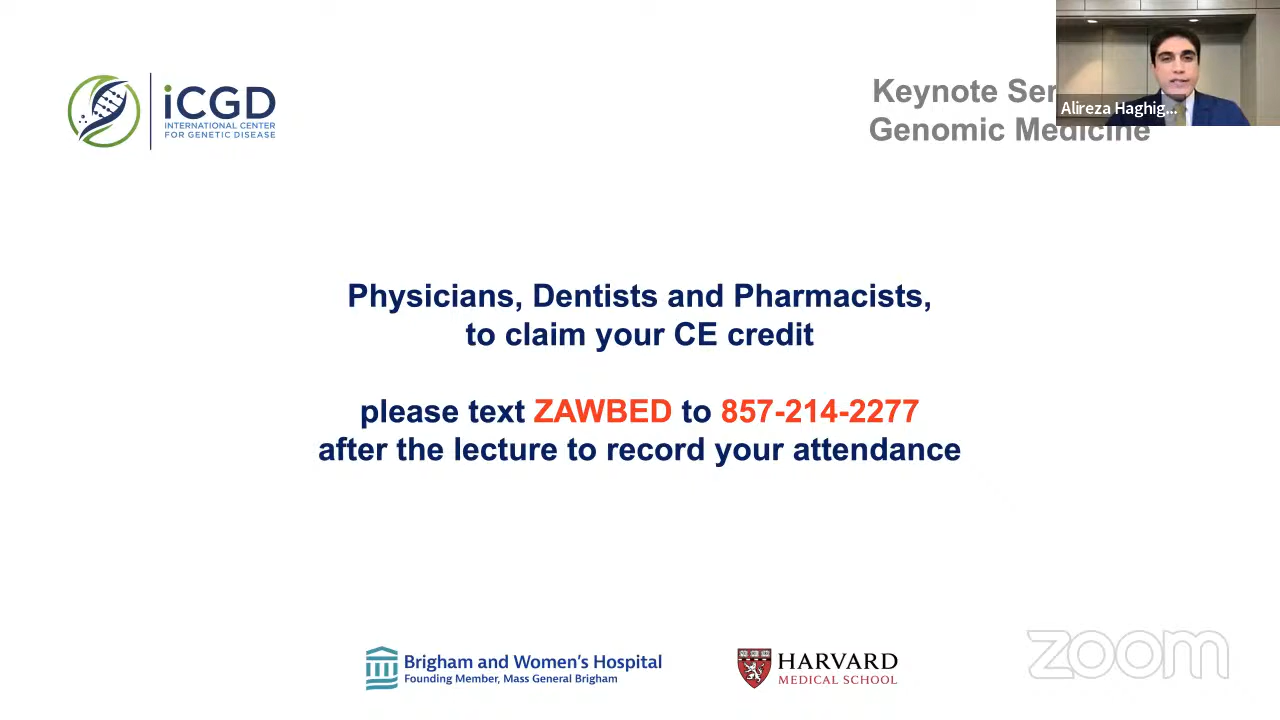 iCGD
INTERNATIONAL CENTER
FOR GENETIC DISEASE
Keynote Ser
Genomic Medicine
Alireza Haghig...
Physicians, Dentists and Pharmacists,
to claim your CE credit
please text ZAWBED to 857-214-2277
after the lecture to record your attendance
Brigham and Women's Hospital
Founding Member, Mass General Brigham
HARVARD
MEDICAL SCHOOL
zoom